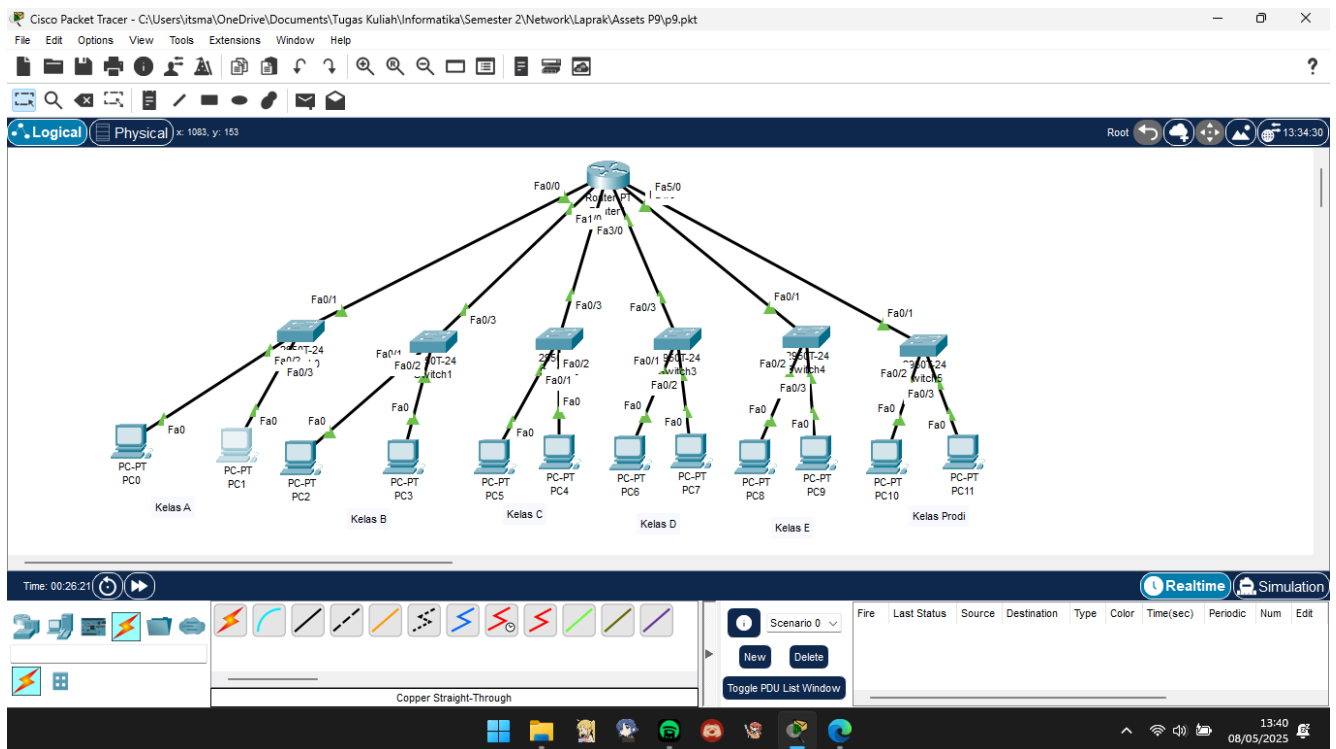 Cisco Packet Tracer - C:\Users\itsma\OneDrive\Documents\Tugas Kuliah\Informatika\Semester 2\Network\Laprak\Assets P9\p9.pkt
File Edit Options View Tools Extensions Window Help
?
Logical Physical x: 1083, y: 153 Root 13:34:30
Fa0/0 Fa5/0
Router-PT
Fa1/0
Fa3/0
Fa0/1 Fa0/3 Fa0/3 Fa0/3 Fa0/1 Fa0/1
Fa0/3
Fa0/1 Fa0/2
Fa0/2
Fa0/1
Fa0/1
Fa0/2
Fa0/2
Fa0/3
Fa0/2
Fa0/3
Fa0 Fa0 Fa0 Fa0 Fa0 Fa0 Fa0 Fa0 Fa0 Fa0 Fa0 Fa0
PC-PT PC0
PC-PT PC1
PC-PT PC2
PC-PT PC3
PC-PT PC5
PC-PT PC4
PC-PT PC6
PC-PT PC7
PC-PT PC8
PC-PT PC9
PC-PT PC10
PC-PT PC11
Kelas A
Kelas B
Kelas C
Kelas D
Kelas E
Kelas Prodi
Time: 00:26:21 Realtime Simulation
Scenario 0
New Delete
Toggle PDU List Window
Fire Last Status Source Destination Type Color Time(sec) Periodic Num Edit
Copper Straight-Through
13:40
08/05/2025